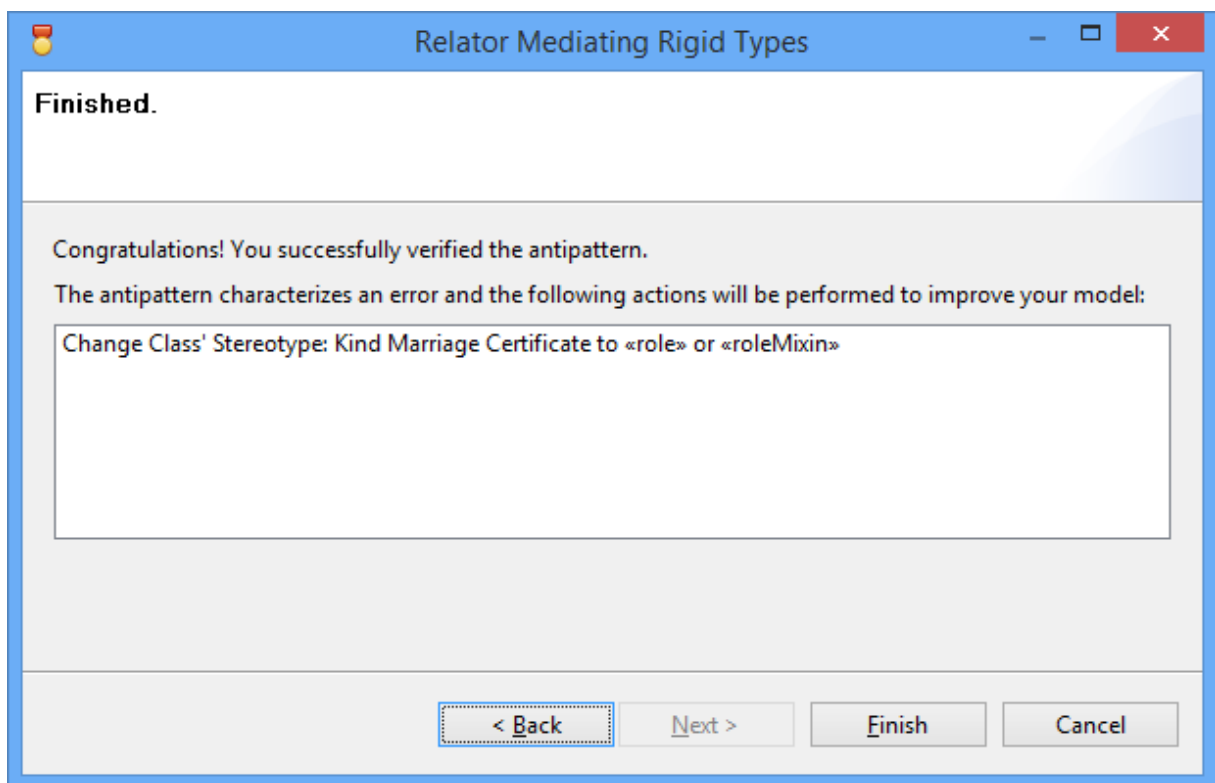 Relator Mediating Rigid Types
Finished.
Congratulations! You successfully verified the antipattern.
The antipattern characterizes an error and the following actions will be performed to improve your model:
Change Class' Stereotype: Kind Marriage Certificate to «role» or «roleMixin»
< Back Next > Finish Cancel